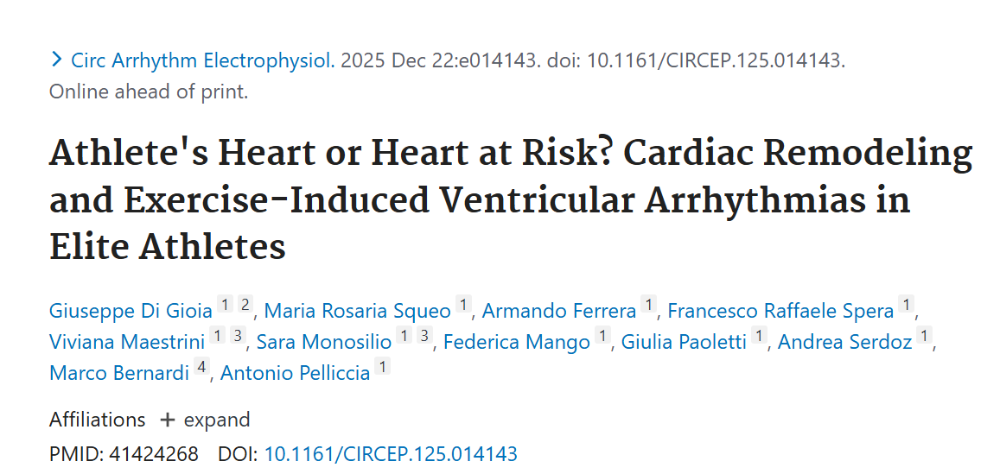 > Circ Arrhythm Electrophysiol. 2025 Dec 22:e014143. doi: 10.1161/CIRCEP.125.014143.
Online ahead of print.
Athlete's Heart or Heart at Risk? Cardiac Remodeling
and Exercise-Induced Ventricular Arrhythmias in
Elite Athletes
Giuseppe Di Gioia 1 2, Maria Rosaria Squeo 1, Armando Ferrera 1, Francesco Raffaele Spera 1,
Viviana Maestrini 1 3, Sara Monosilio 1 3, Federica Mango 1, Giulia Paoletti 1, Andrea Serdoz 1,
Marco Bernardi 4, Antonio Pelliccia 1
Affiliations + expand
PMID: 41424268 DOI: 10.1161/CIRCEP.125.014143